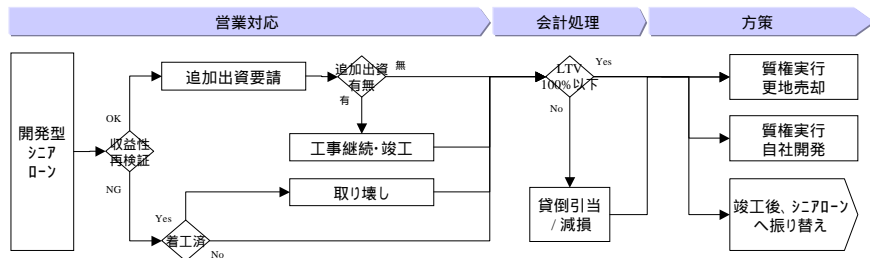 営業対応
会計処理
方策
開発型
ｼﾆｱ
ﾛｰﾝ
OK
収益性
再検証
NG
追加出資要請
追加出資
有無
無
有
工事継続・竣工
取り壊し
Yes
着工済
No
LTV
100%以下
Yes
No
貸倒引当
/ 減損
質権実行
更地売却
質権実行
自社開発
竣工後、ｼﾆｱﾛｰﾝ
へ振り替え